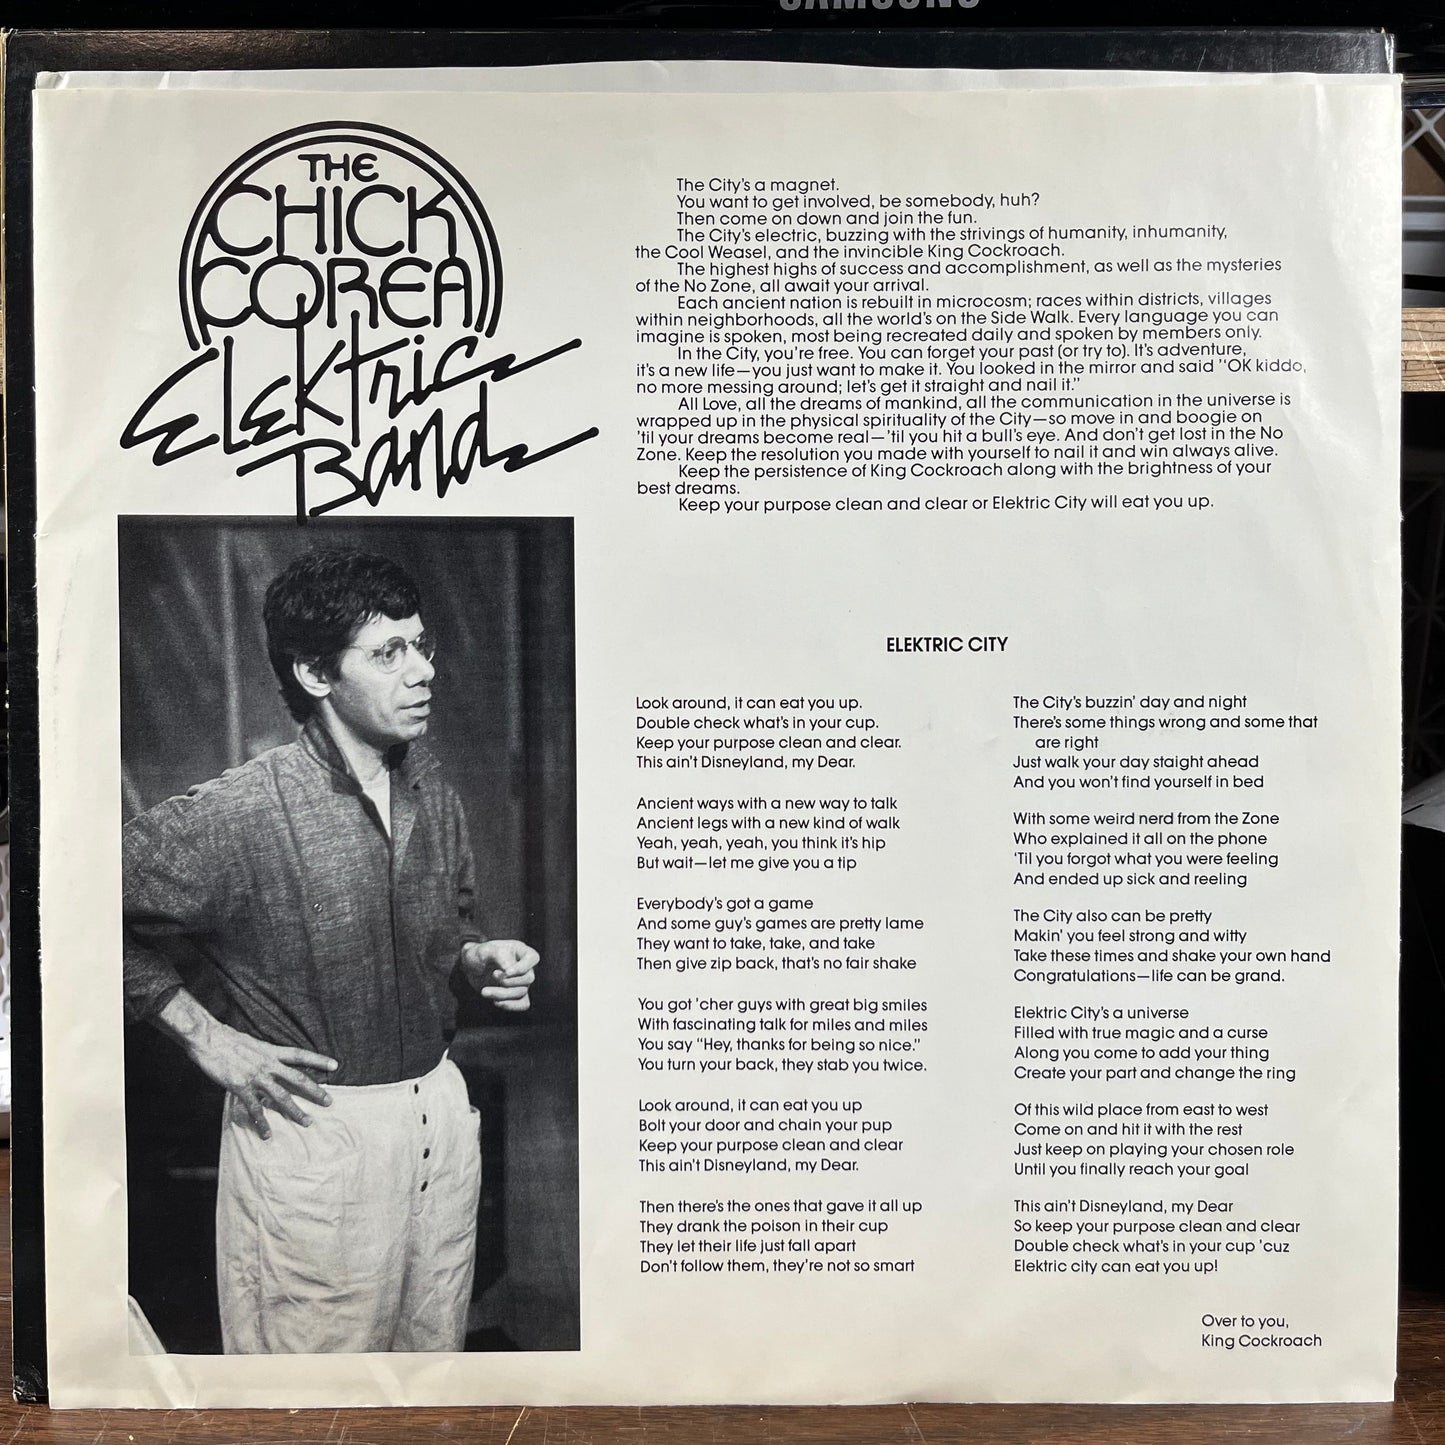 SAMSUNG
THE
CHICK
COREA
Elektric
Band
The City's a magnet.
You want to get involved, be somebody, huh?
Then come on down and join the fun.
The City's electric, buzzing with the strivings of humanity, inhumanity,
the Cool Weasel, and the invincible King Cockroach.
The highest highs of success and accomplishment, as well as the mysteries
of the No Zone, all await your arrival.
Each ancient nation is rebuilt in microcosm; races within districts, villages
within neighborhoods, all the world's on the Side Walk. Every language you can
imagine is spoken, most being recreated daily and spoken by members only.
In the City, you're free. You can forget your past (or try to). It's adventure,
it's a new life—you just want to make it. You looked in the mirror and said "OK kiddo,
no more messing around; let's get it straight and nail it."
All Love, all the dreams of mankind, all the communication in the universe is
wrapped up in the physical spirituality of the City—so move in and boogie on
'til your dreams become real—'til you hit a bull's eye. And don't get lost in the No
Zone. Keep the resolution you made with yourself to nail it and win always alive.
Keep the persistence of King Cockroach along with the brightness of your
best dreams.
Keep your purpose clean and clear or Elektric City will eat you up.
ELEKTRIC CITY
Look around, it can eat you up.
Double check what's in your cup.
Keep your purpose clean and clear.
This ain't Disneyland, my Dear.
Ancient ways with a new way to talk
Ancient legs with a new kind of walk
Yeah, yeah, yeah, you think it's hip
But wait—let me give you a tip
Everybody's got a game
And some guy's games are pretty lame
They want to take, take, and take
Then give zip back, that's no fair shake
You got 'cher guys with great big smiles
With fascinating talk for miles and miles
You say "Hey, thanks for being so nice."
You turn your back, they stab you twice.
Look around, it can eat you up
Bolt your door and chain your pup
Keep your purpose clean and clear
This ain't Disneyland, my Dear.
Then there's the ones that gave it all up
They drank the poison in their cup
They let their life just fall apart
Don't follow them, they're not so smart
The City's buzzin' day and night
There's some things wrong and some that
are right
Just walk your day staight ahead
And you won't find yourself in bed
With some weird nerd from the Zone
Who explained it all on the phone
'Til you forgot what you were feeling
And ended up sick and reeling
The City also can be pretty
Makin' you feel strong and witty
Take these times and shake your own hand
Congratulations—life can be grand.
Elektric City's a universe
Filled with true magic and a curse
Along you come to add your thing
Create your part and change the ring
Of this wild place from east to west
Come on and hit it with the rest
Just keep on playing your chosen role
Until you finally reach your goal
This ain't Disneyland, my Dear
So keep your purpose clean and clear
Double check what's in your cup 'cuz
Elektric city can eat you up!
Over to you,
King Cockroach